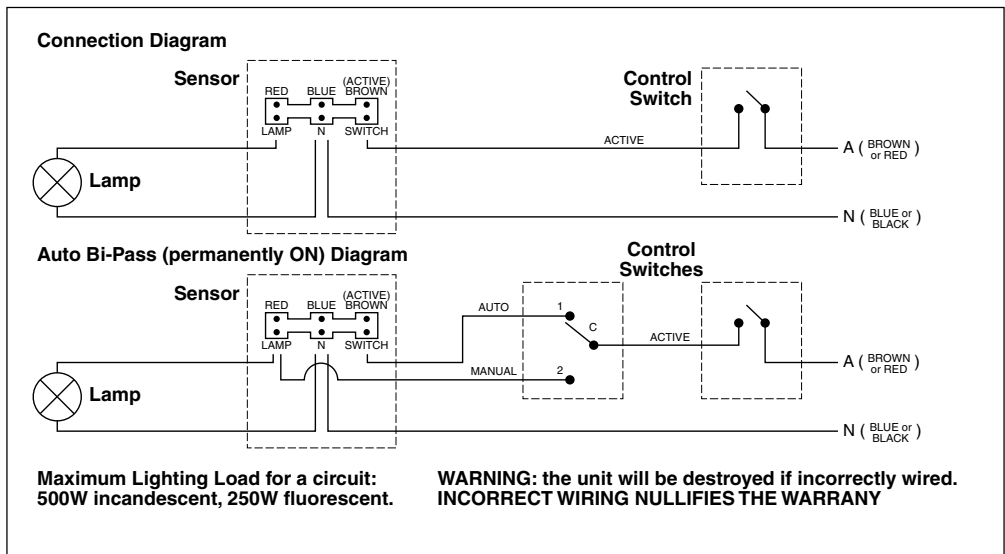 Connection Diagram
Sensor
(ACTIVE)
RED BLUE BROWN
LAMP N SWITCH
Control
Switch
ACTIVE
A ( BROWN or RED )
Lamp
N ( BLUE or BLACK )
Auto Bi-Pass (permanently ON) Diagram
Control
Switches
Sensor
(ACTIVE)
RED BLUE BROWN
LAMP N SWITCH
AUTO
1
C
ACTIVE
MANUAL
2
A ( BROWN or RED )
Lamp
N ( BLUE or BLACK )
Maximum Lighting Load for a circuit:
500W incandescent, 250W fluorescent.
WARNING: the unit will be destroyed if incorrectly wired.
INCORRECT WIRING NULLIFIES THE WARRANY